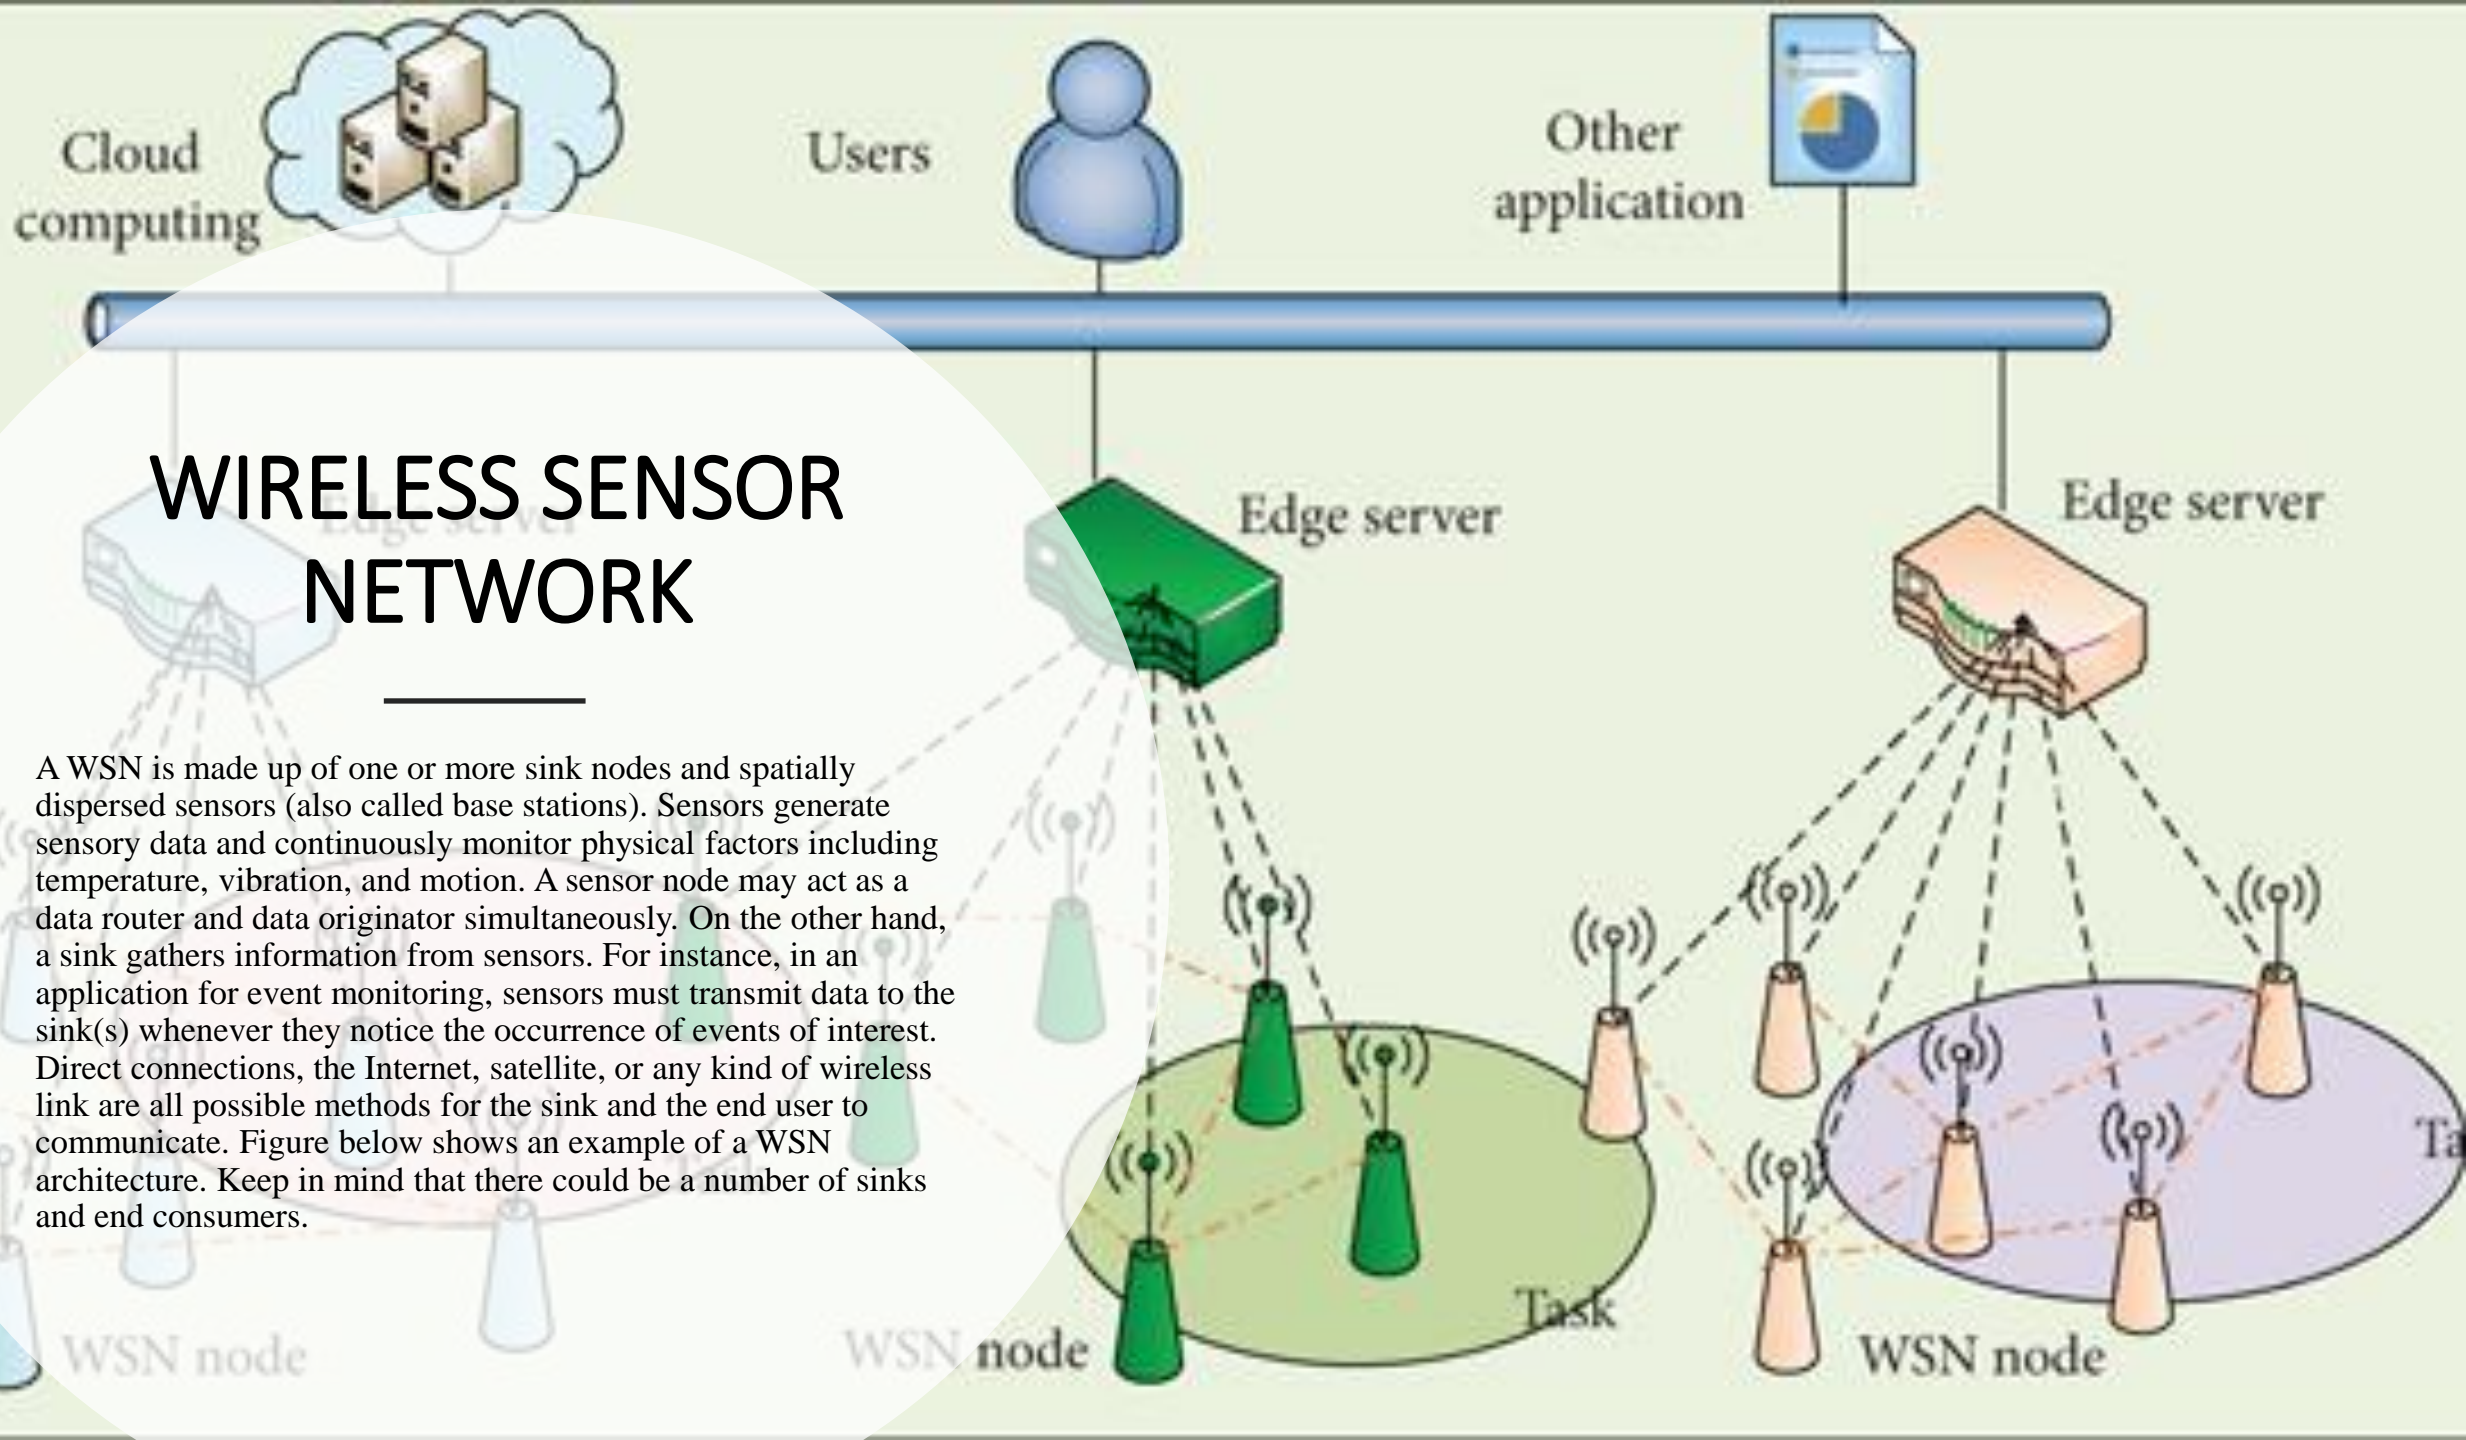 Cloud
computing
Users
Other
application
Edge server
Edge server
Edge server
WIRELESS SENSOR
NETWORK
A WSN is made up of one or more sink nodes and spatially
dispersed sensors (also called base stations). Sensors generate
sensory data and continuously monitor physical factors including
temperature, vibration, and motion. A sensor node may act as a
data router and data originator simultaneously. On the other hand,
a sink gathers information from sensors. For instance, in an
application for event monitoring, sensors must transmit data to the
sink(s) whenever they notice the occurrence of events of interest.
Direct connections, the Internet, satellite, or any kind of wireless
link are all possible methods for the sink and the end user to
communicate. Figure below shows an example of a WSN
architecture. Keep in mind that there could be a number of sinks
and end consumers.
Task
Ta
WSN node
WSN node
WSN node